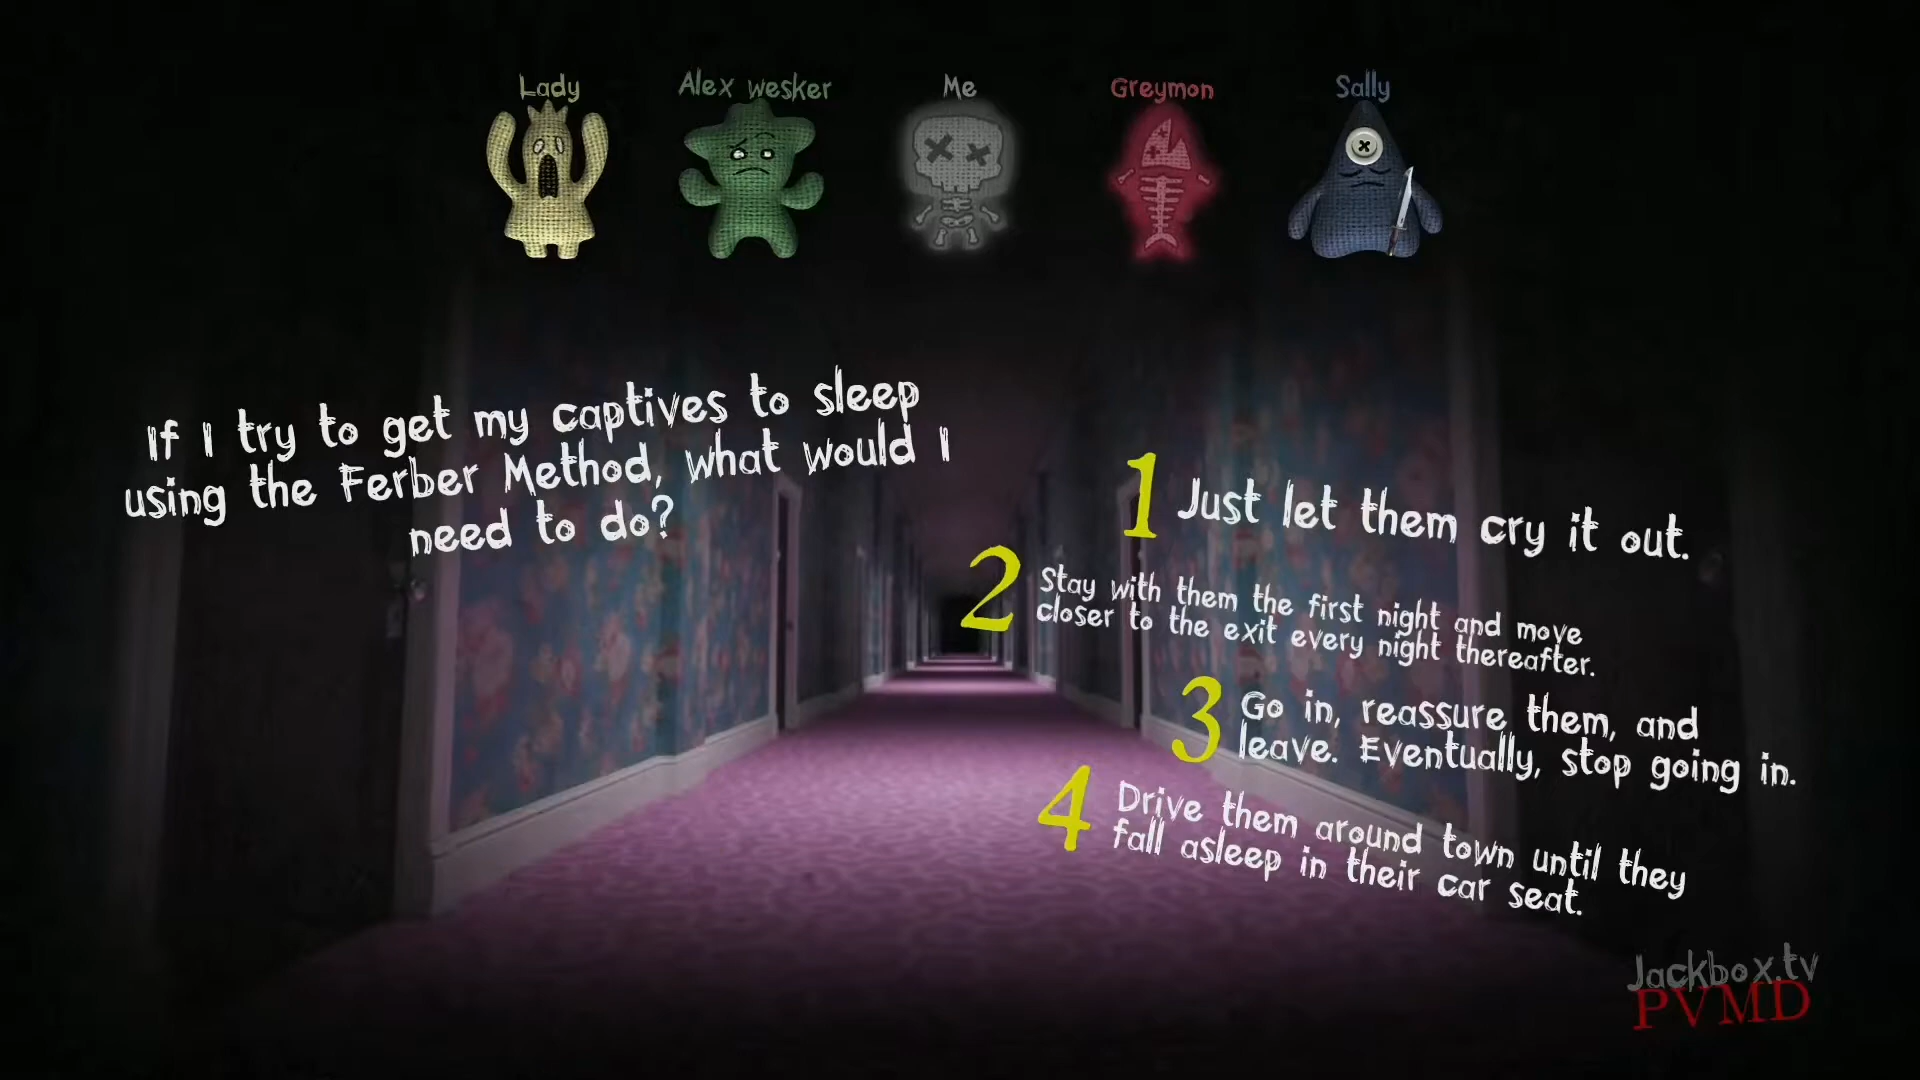 Lady
Alex wesker
Me
Greymon
Sally
If I try to get my captives to sleep
using the Ferber Method, what would I
need to do?
1 Just let them cry it out.
2 Stay with them the first night and move
closer to the exit every night thereafter.
3 Go in, reassure them, and
leave. Eventually, stop going in.
4 Drive them around town until they
fall asleep in their car seat.
Jackbox.tv
PVMD